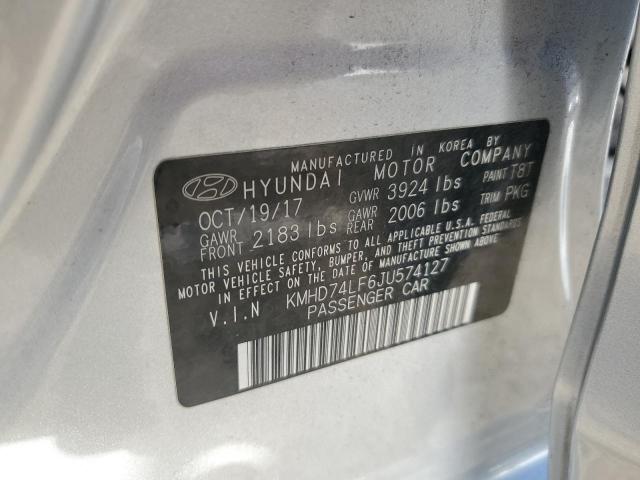 MANUFACTURED IN KOREA BY
HYUNDAI MOTOR COMPANY
OCT/19/17 GVWR 3924 lbs PAINT T8T
GAWR FRONT 2183 lbs GAWR REAR 2006 lbs TRIM PKG
THIS VEHICLE CONFORMS TO ALL APPLICABLE U.S.A. FEDERAL
MOTOR VEHICLE SAFETY, BUMPER, AND THEFT PREVENTION STANDARDS
IN EFFECT ON THE DATE OF MANUFACTURE SHOWN ABOVE.
V.I.N KMHD74LF6JU574127
PASSENGER CAR